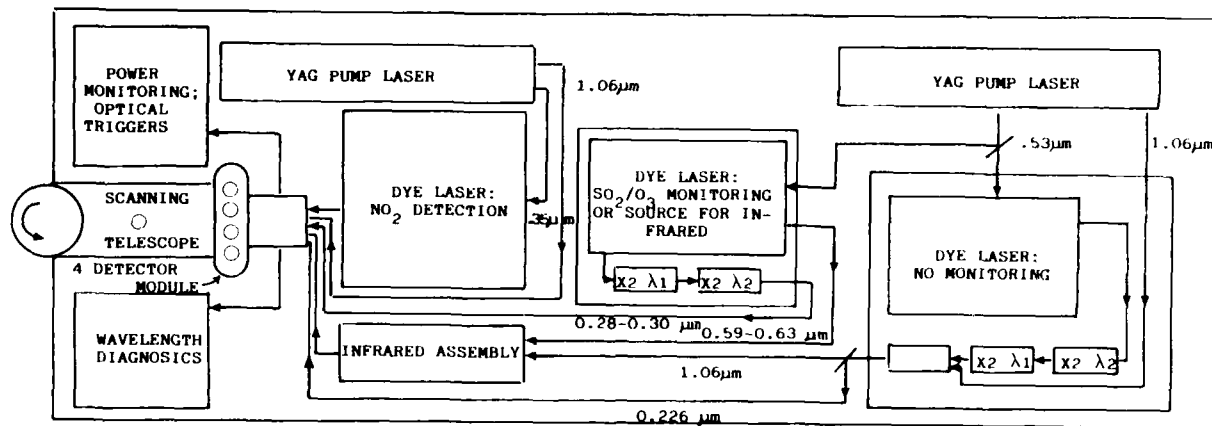 POWER
MONITORING;
OPTICAL
TRIGGERS
YAG PUMP LASER
1.06μm
YAG PUMP LASER
.53μm
1.06μm
DYE LASER:
NO2 DETECTION
.36μm
DYE LASER:
SO2/O3 MONITORING
OR SOURCE FOR IN-
FRARED
X2 λ1
X2 λ2
DYE LASER:
NO MONITORING
SCANNING
TELESCOPE
4 DETECTOR
MODULE
WAVELENGTH
DIAGNOSICS
0.28-0.30 μm
0.59-0.63 μm
INFRARED ASSEMBLY
1.06μm
X2 λ1
X2 λ2
0.226 μm